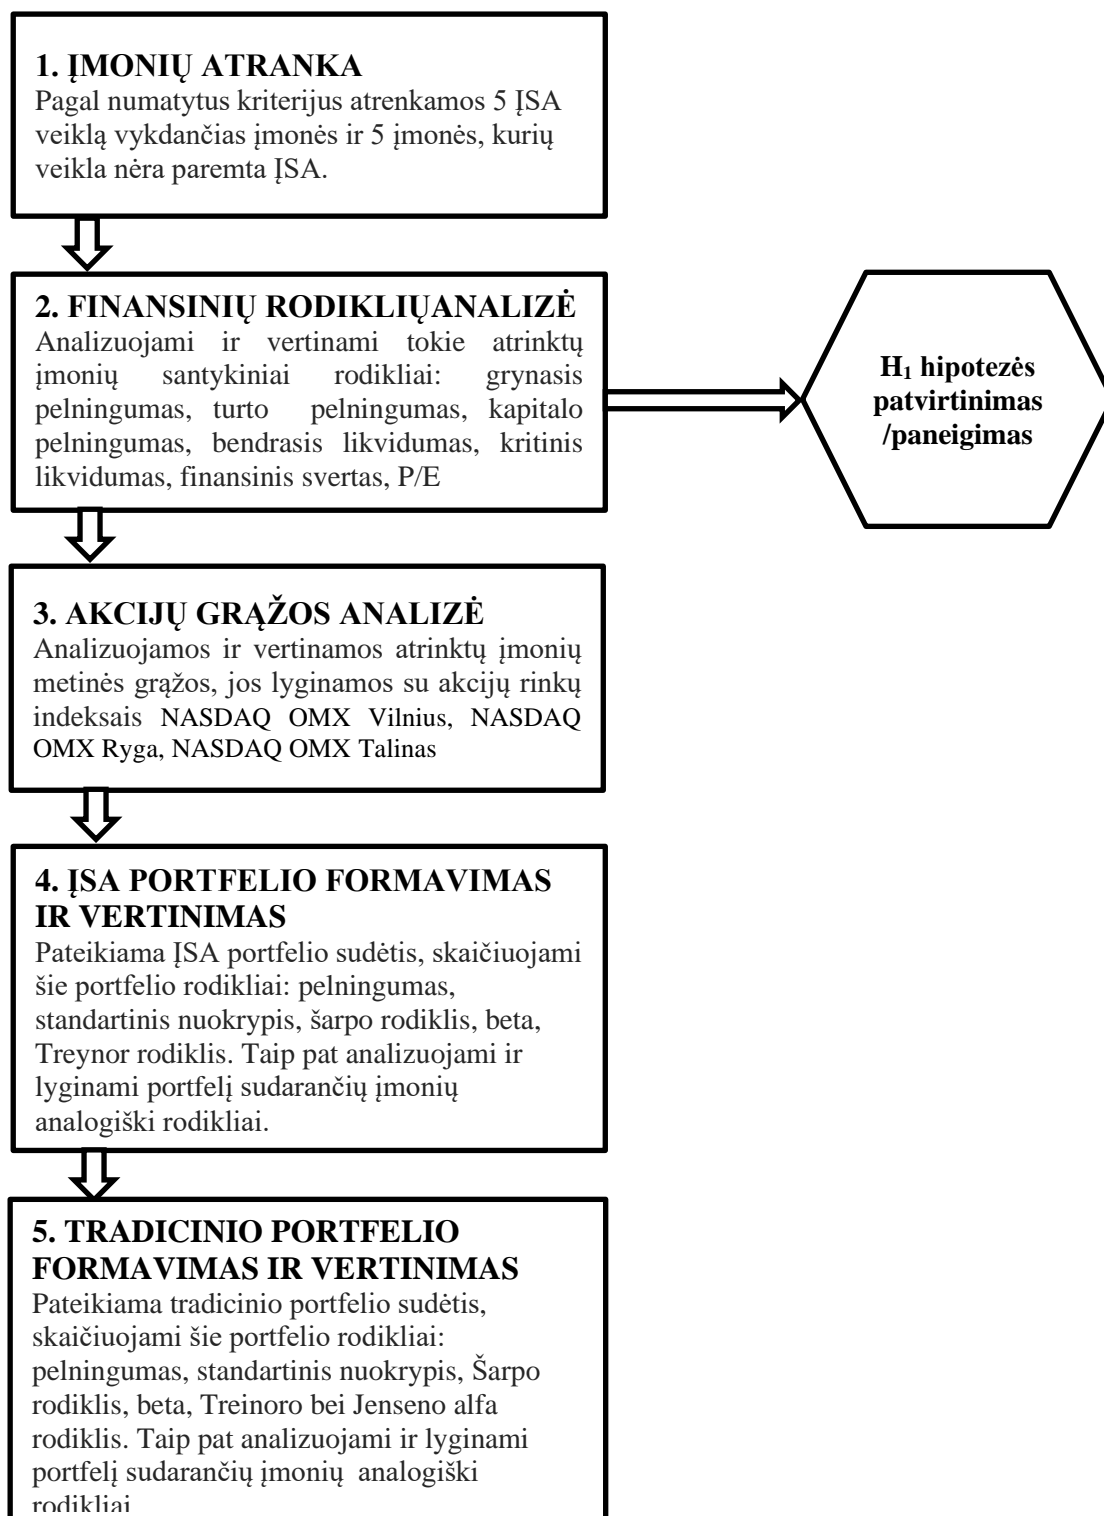 1. ĮMONIŲ ATRANKA
Pagal numatytus kriterijus atrenkamos 5 ĮSA
veiklą vykdančias įmonės ir 5 įmonės, kurių
veikla nėra paremta ĮSA.
2. FINANSINIŲ RODIKLIŲANALIZĖ
Analizuojami ir vertinami tokie atrinktų
įmonių santykiniai rodikliai: grynasis
pelningumas, turto pelningumas, kapitalo
pelningumas, bendrasis likvidumas, kritinis
likvidumas, finansinis svertas, P/E
H₁ hipotezės
patvirtinimas
/paneigimas
3. AKCIJŲ GRĄŽOS ANALIZĖ
Analizuojamos ir vertinamos atrinktų įmonių
metinės grąžos, jos lyginamos su akcijų rinkų
indeksais NASDAQ OMX Vilnius, NASDAQ
OMX Ryga, NASDAQ OMX Talinas
4. ĮSA PORTFELIO FORMAVIMAS
IR VERTINIMAS
Pateikiama ĮSA portfelio sudėtis, skaičiuojami
šie portfelio rodikliai: pelningumas,
standartinis nuokrypis, šarpo rodiklis, beta,
Treynor rodiklis. Taip pat analizuojami ir
lyginami portfelį sudarančių įmonių
analogiški rodikliai.
5. TRADICINIO PORTFELIO
FORMAVIMAS IR VERTINIMAS
Pateikiama tradicinio portfelio sudėtis,
skaičiuojami šie portfelio rodikliai:
pelningumas, standartinis nuokrypis, Šarpo
rodiklis, beta, Treinoro bei Jenseno alfa
rodiklis. Taip pat analizuojami ir lyginami
portfelį sudarančių įmonių analogiški
rodikliai